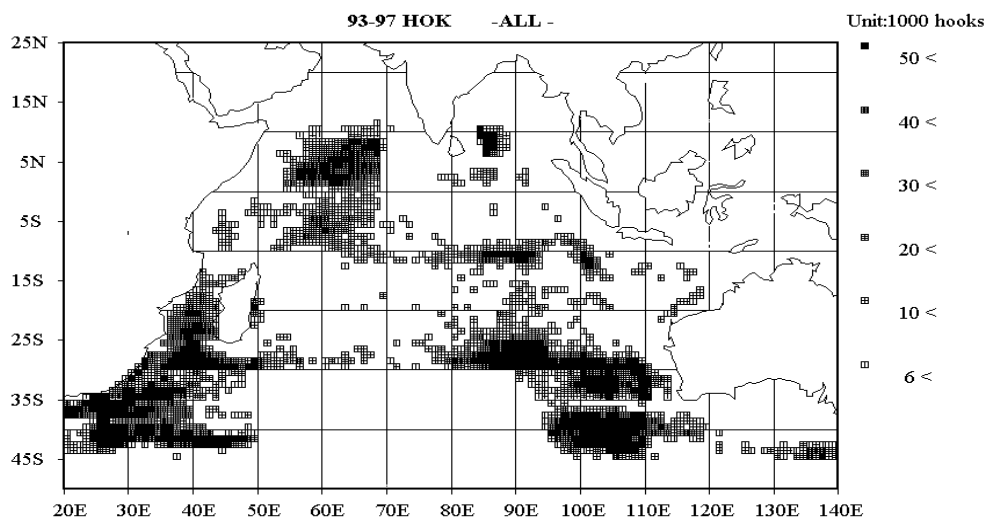 93-97 HOK -ALL -
Unit:1000 hooks
50 <
40 <
30 <
20 <
10 <
6 <
25N
15N
5N
5S
15S
25S
35S
45S
20E 30E 40E 50E 60E 70E 80E 90E 100E 110E 120E 130E 140E